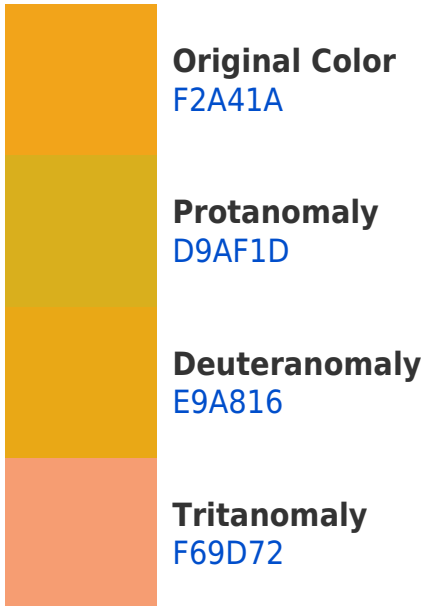 Original Color
F2A41A
Protanomaly
D9AF1D
Deuteranomaly
E9A816
Tritanomaly
F69D72